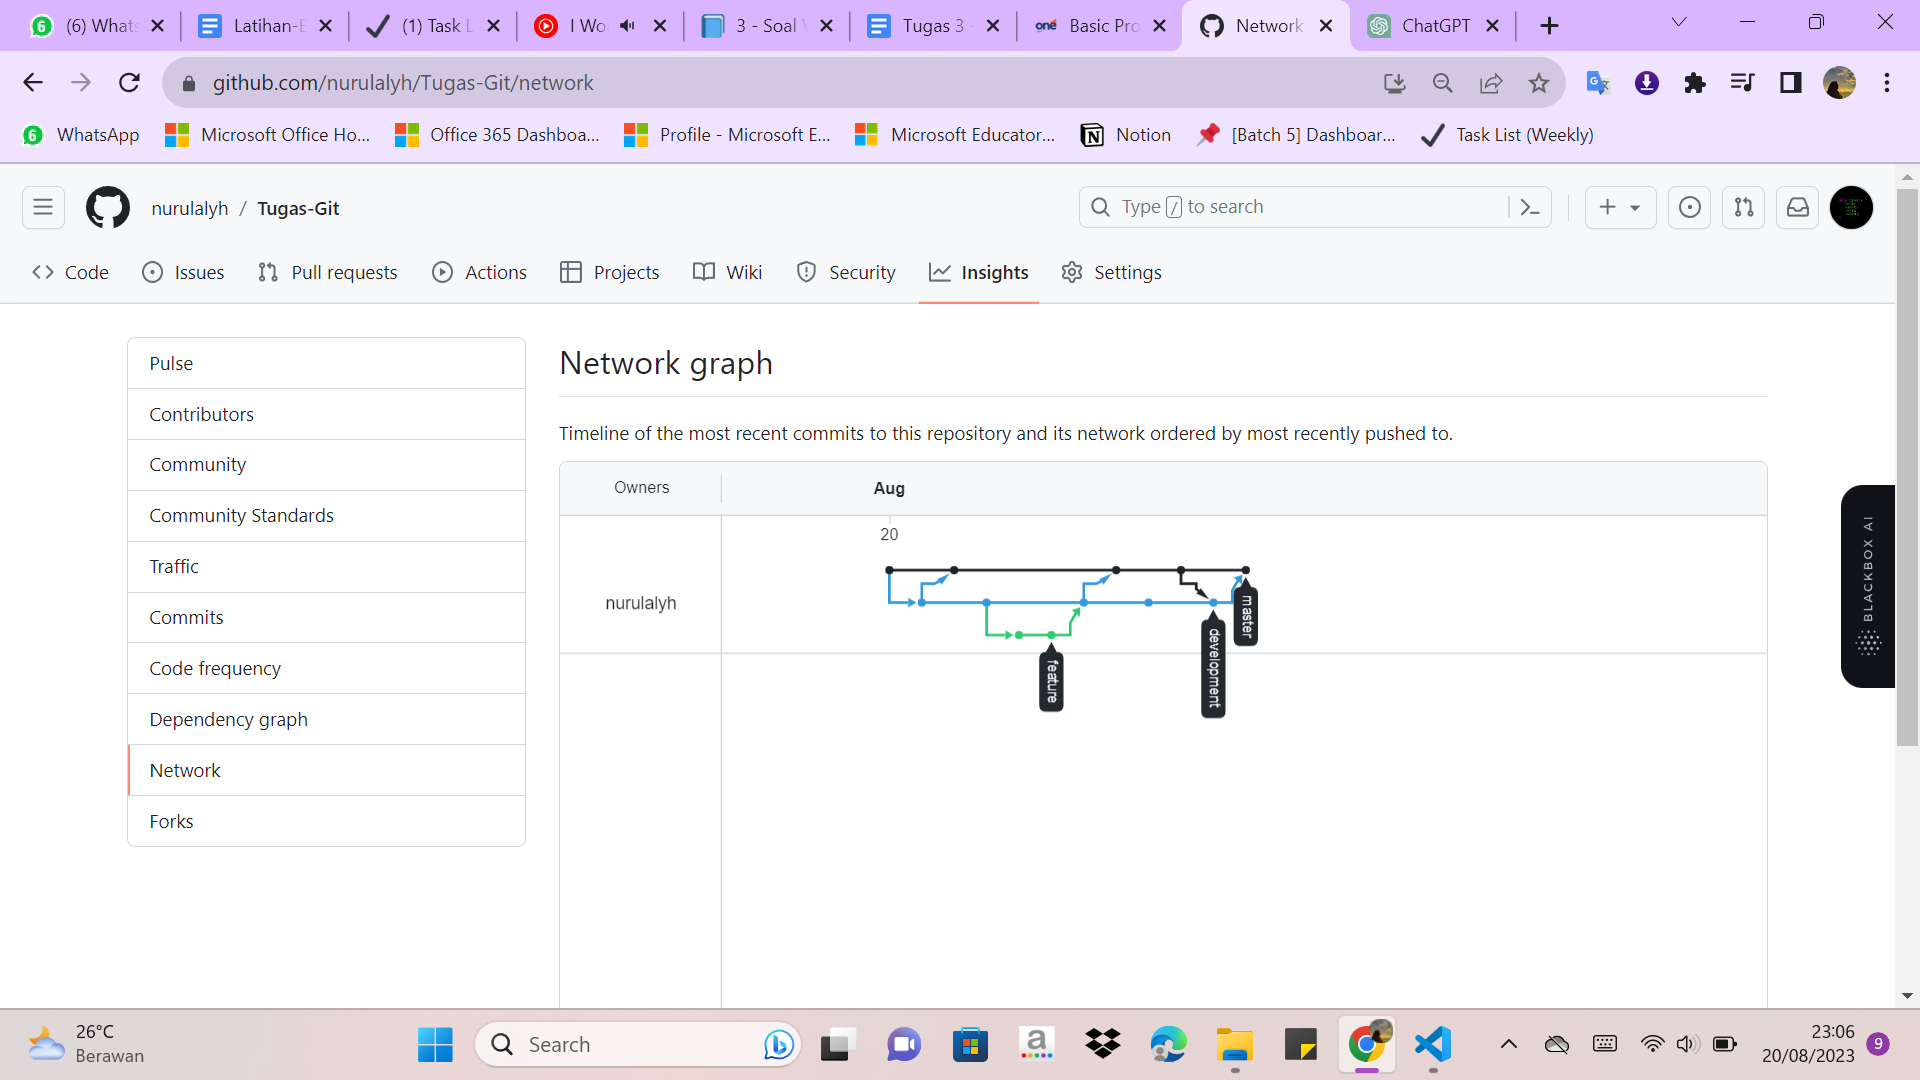 (6) Whats
Latihan-E
(1) Task L
I Wo
3 - Soal V
Tugas 3 -
one
Basic Pro
Network
ChatGPT
github.com/nurulalyh/Tugas-Git/network
WhatsApp
Microsoft Office Ho...
Office 365 Dashboa...
Profile - Microsoft E...
Microsoft Educator...
Notion
[Batch 5] Dashboar...
Task List (Weekly)
nurulalyh / Tugas-Git
Type / to search
Code
Issues
Pull requests
Actions
Projects
Wiki
Security
Insights
Settings
Pulse
Contributors
Community
Community Standards
Traffic
Commits
Code frequency
Dependency graph
Network
Forks
Network graph
Timeline of the most recent commits to this repository and its network ordered by most recently pushed to.
Owners
Aug
20
nurulalyh
master
development
feature
BLACKBOX AI
26°C
Berawan
Search
23:06
20/08/2023
9